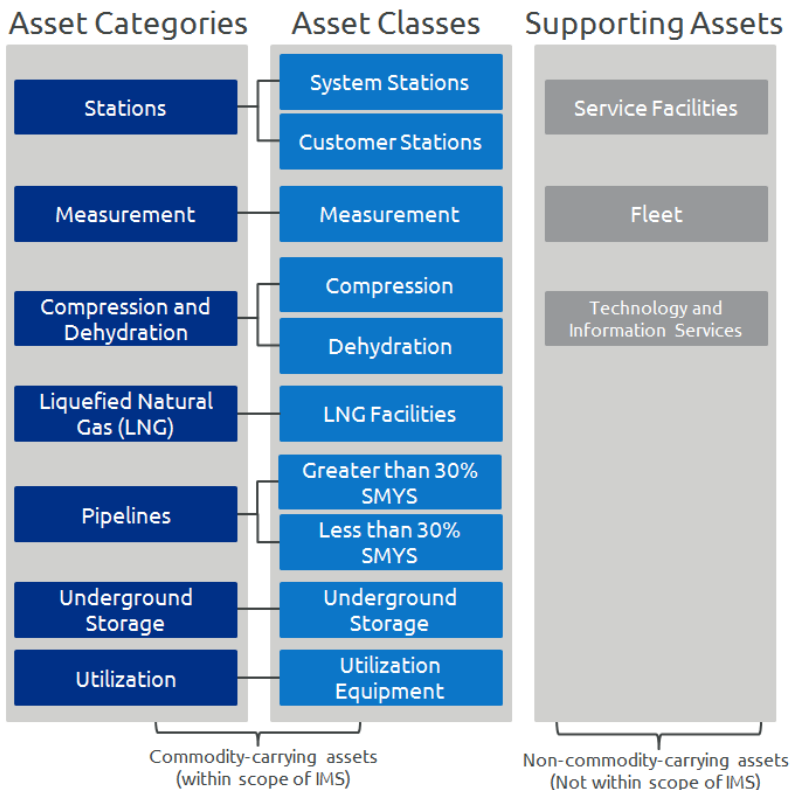 Asset Categories
Asset Classes
Supporting Assets
Stations
System Stations
Customer Stations
Service Facilities
Measurement
Measurement
Fleet
Compression and
Dehydration
Compression
Dehydration
Technology and
Information Services
Liquefied Natural
Gas (LNG)
LNG Facilities
Pipelines
Greater than 30%
SMYS
Less than 30%
SMYS
Underground
Storage
Underground
Storage
Utilization
Utilization
Equipment
Commodity-carrying assets
(within scope of IMS)
Non-commodity-carrying assets
(Not within scope of IMS)